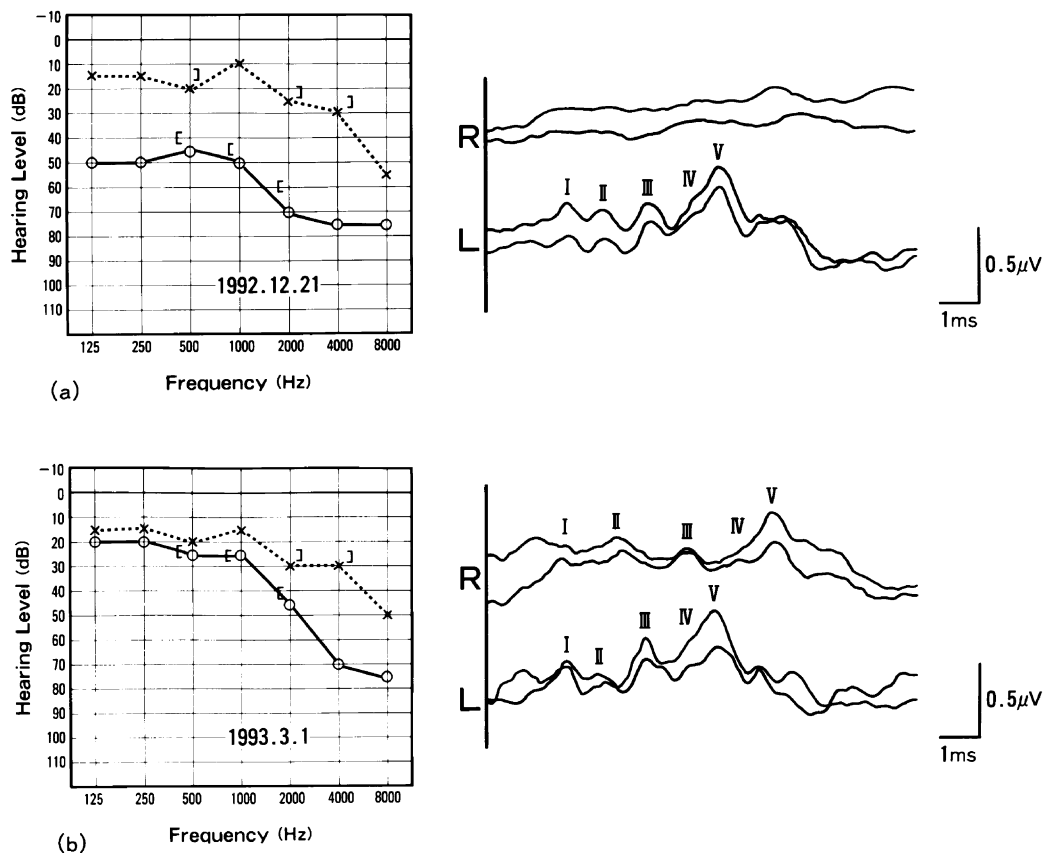 -10
0
10
20
30
40
50
60
70
80
90
100
110
Hearing Level (dB)
1992.12.21
125 250 500 1000 2000 4000 8000
Frequency (Hz)
(a)
R
I II III IV V
L
0.5μV
1ms
-10
0
10
20
30
40
50
60
70
80
90
100
110
Hearing Level (dB)
1993.3.1
125 250 500 1000 2000 4000 8000
Frequency (Hz)
(b)
I II III IV V
R
I II III IV V
L
0.5μV
1ms